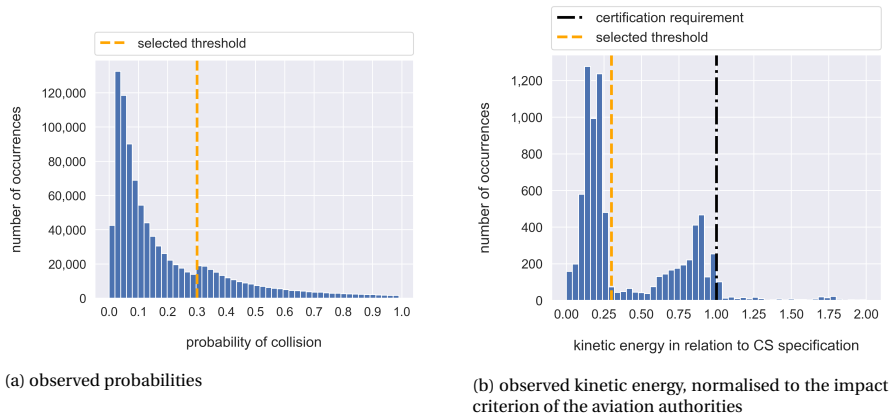 selected threshold
number of occurrences
120,000
100,000
80,000
60,000
40,000
20,000
0
0.0 0.1 0.2 0.3 0.4 0.5 0.6 0.7 0.8 0.9 1.0
probability of collision
(a) observed probabilities
certification requirement
selected threshold
number of occurrences
1,200
1,000
800
600
400
200
0
0.00 0.25 0.50 0.75 1.00 1.25 1.50 1.75 2.00
kinetic energy in relation to CS specification
(b) observed kinetic energy, normalised to the impact
criterion of the aviation authorities